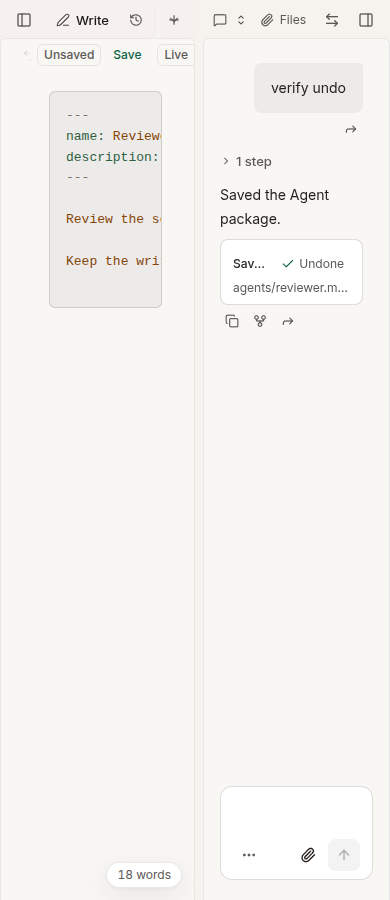 Write
Files
Unsaved
Save
Live
---
name: Review
description:
---
Review the s
Keep the wri
18 words
verify undo
1 step
Saved the Agent
package.
Sav...
Undone
agents/reviewer.m...